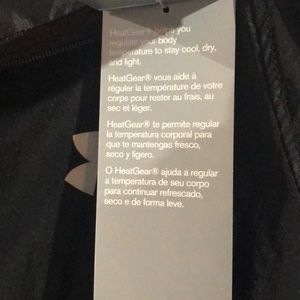 HeatGear® helps you
regulate your body
temperature to stay cool, dry,
and light.
HeatGear® vous aide à
réguler la température de votre
corps pour rester au frais, au
sec et léger.
HeatGear® te permite regular
la temperatura corporal para
que te mantengas fresco,
seco y ligero.
O HeatGear® ajuda a regular
a temperatura de seu corpo
para continuar refrescado,
seco e de forma leve.